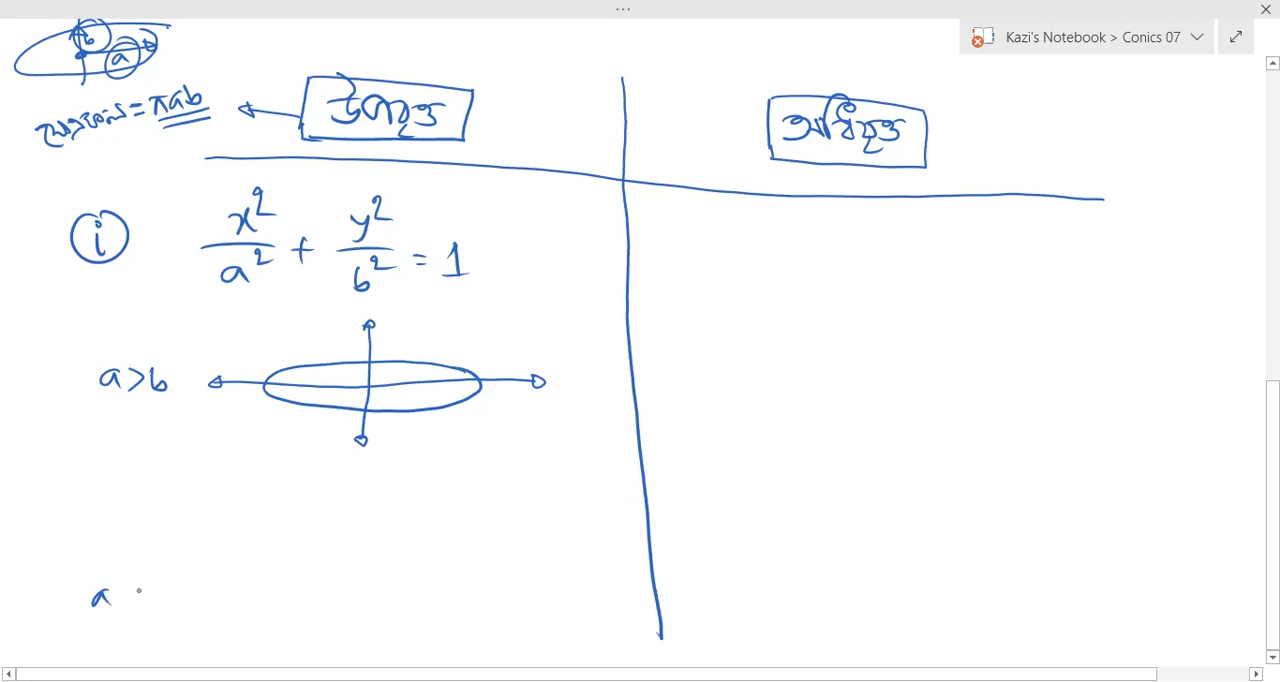 Kazi's Notebook > Conics 07
b
a
ক্ষেত্রফল = πab
উপবৃত্ত
অধিবৃত্ত
i
x²/a² + y²/b² = 1
a > b
a